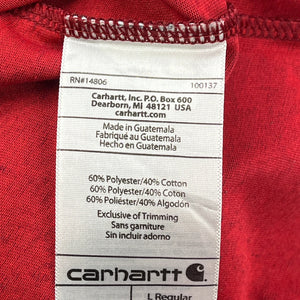 RN#14806 100137
Carhartt, Inc. P.O. Box 600
Dearborn, MI 48121 USA
carhartt.com
Made in Guatemala
Fabriqué au Guatemala
Hecho en Guatemala
60% Polyester/40% Cotton
60% Polyester/40% Coton
60% Poliéster/40% Algodón
Exclusive of Trimming
Sans garniture
Sin incluir adorno
carhartt
L Regular